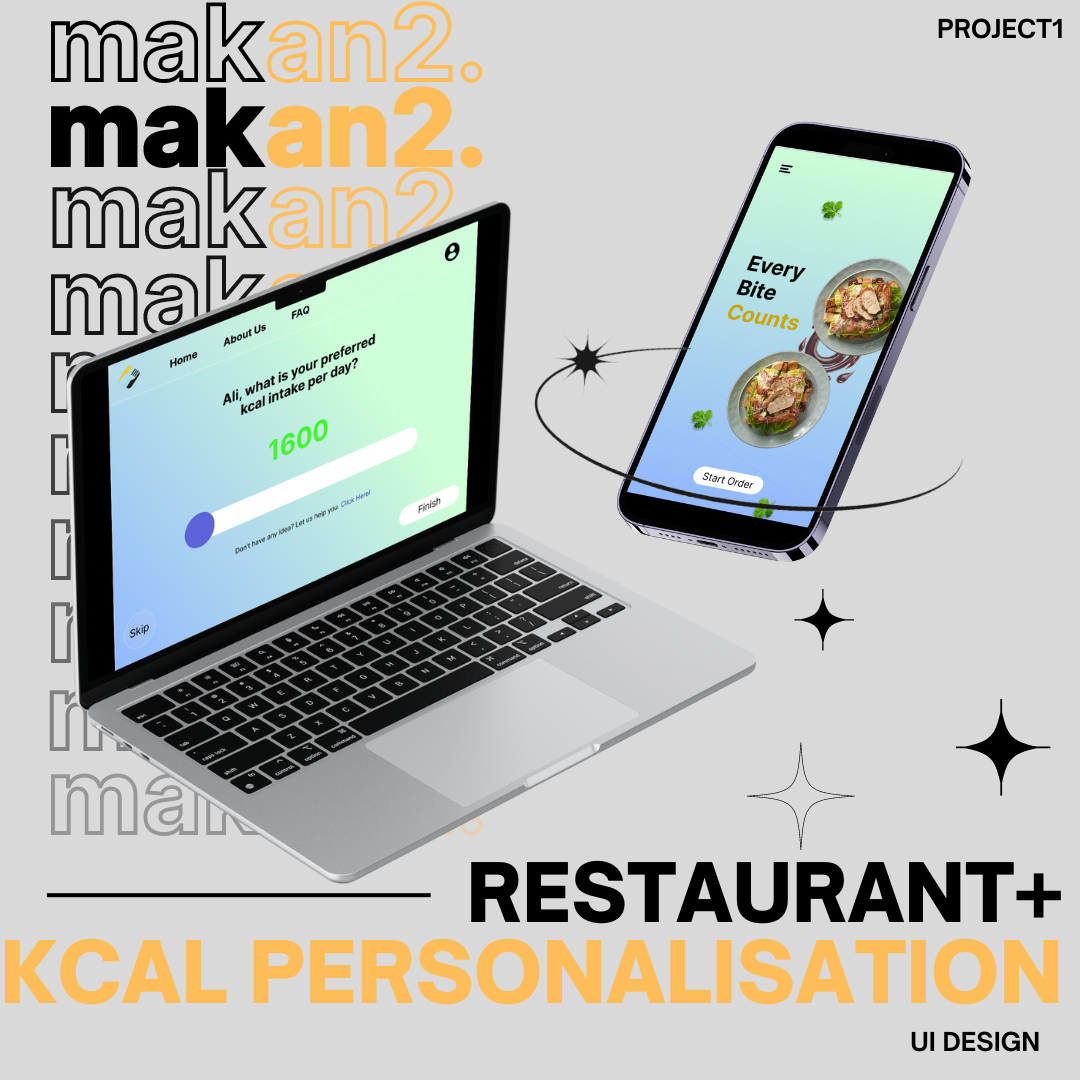 makan2.
PROJECT1
makan2.
makan2
mak
Home
About Us
FAQ
Ali, what is your preferred
kcal intake per day?
1600
Don't have any idea? Let us help you. Click Here!
Finish
Skip
Every
Bite
Counts
Start Order
RESTAURANT+
KCAL PERSONALISATION
UI DESIGN